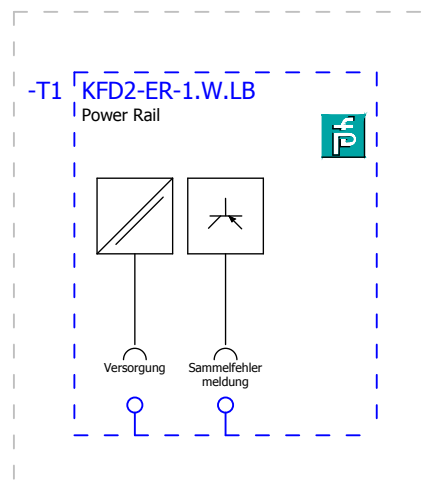 -T1 KFD2-ER-1.W.LB
Power Rail
Versorgung
Sammelfehler
meldung